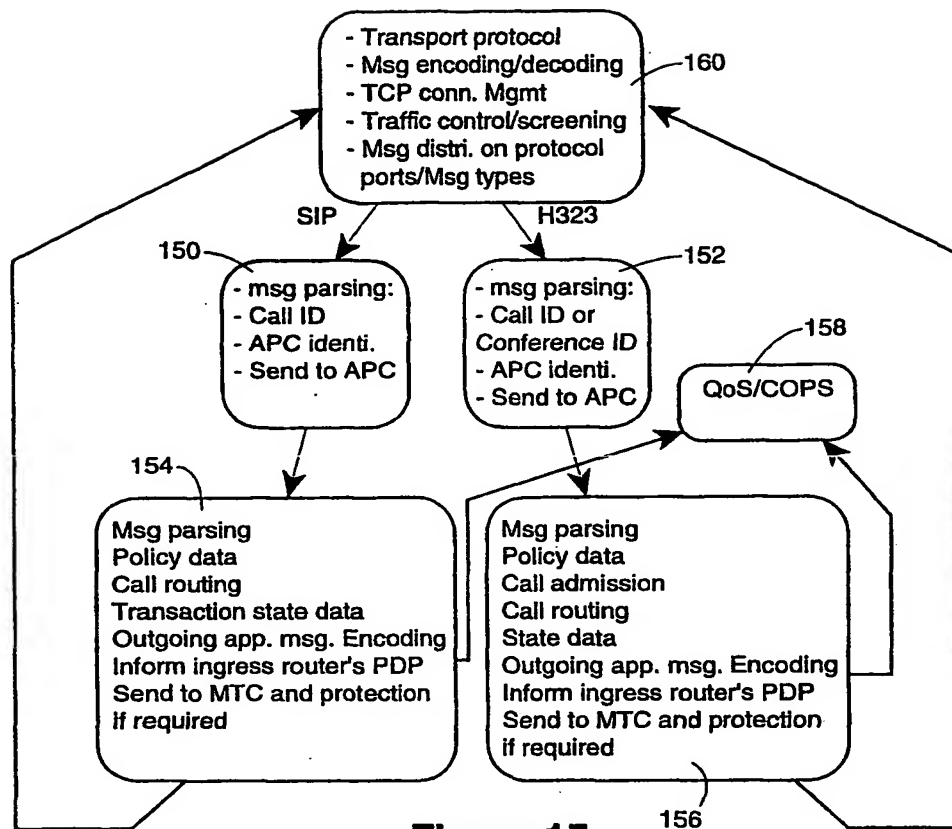 - Transport protocol
- Msg encoding/decoding
- TCP conn. Mgmt
- Traffic control/screening
- Msg distri. on protocol
ports/Msg types
160
SIP
H323
150
- msg parsing:
- Call ID
- APC identi.
- Send to APC
152
- msg parsing:
- Call ID or
Conference ID
- APC identi.
- Send to APC
158
QoS/COPS
154
Msg parsing
Policy data
Call routing
Transaction state data
Outgoing app. msg. Encoding
Inform ingress router's PDP
Send to MTC and protection
if required
Msg parsing
Policy data
Call admission
Call routing
State data
Outgoing app. msg. Encoding
Inform ingress router's PDP
Send to MTC and protection
if required
156